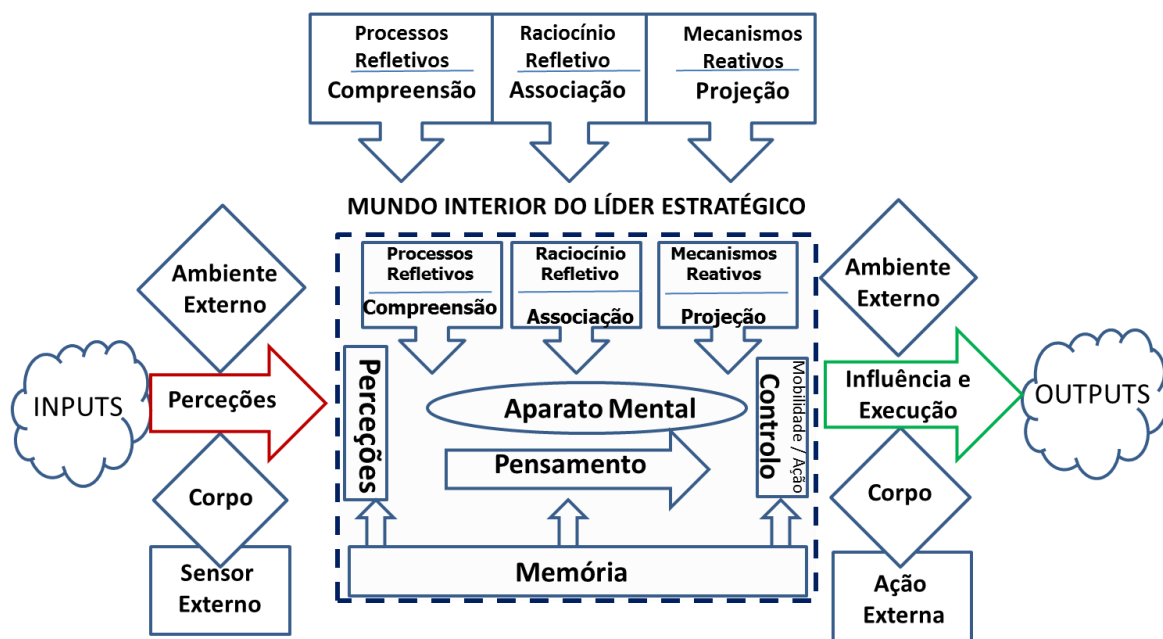 Processos
Refletivos
Compreensão
Raciocínio
Refletivo
Associação
Mecanismos
Reativos
Projeção
MUNDO INTERIOR DO LÍDER ESTRATÉGICO
Processos
Refletivos
Compreensão
Raciocínio
Refletivo
Associação
Mecanismos
Reativos
Projeção
Ambiente
Externo
INPUTS
Perceções
Corpo
Sensor
Externo
Perceções
Aparato Mental
Pensamento
Controlo
Mobilidade / Ação
Memória
Ambiente
Externo
Influência e
Execução
OUTPUTS
Corpo
Ação
Externa